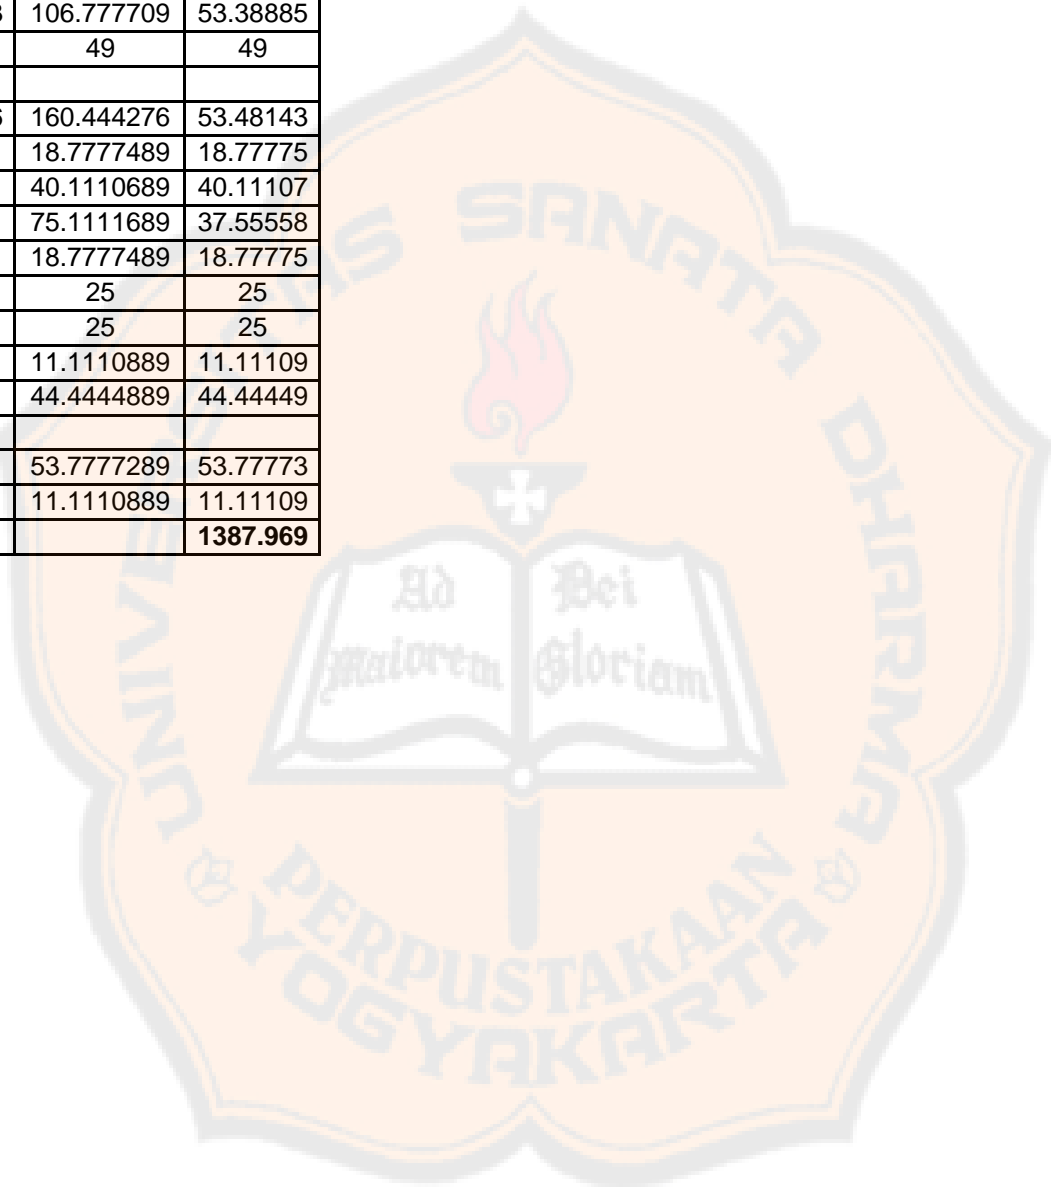 106.777709 53.38885
49 49
160.444276 53.48143
18.7777489 18.77775
40.1110689 40.11107
75.1111689 37.55558
18.7777489 18.77775
25 25
25 25
11.1110889 11.11109
44.4444889 44.44449
53.7777289 53.77773
11.1110889 11.11109
1387.969
UNIVERSITAS SANATA DHARMA
Ad Dei
maiorem Gloriam
PERPUSTAKAAN
YOGYAKARTA